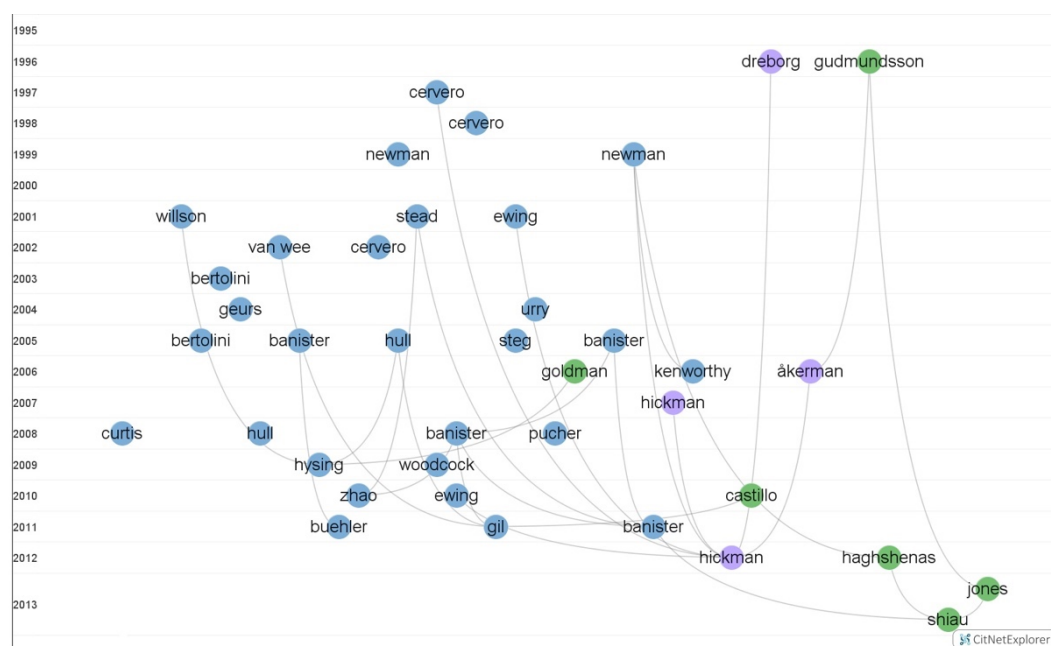 1995
1996 dreborg gudmundsson
1997 cervero
1998 cervero
1999 newman newman
2000
2001 willson stead ewing
2002 van wee cervero
2003 bertolini
2004 geurs urry
2005 bertolini banister hull steg banister
2006 goldman kenworthy åkerman
2007 hickman
2008 curtis hull banister pucher
2009 hysing woodcock
2010 zhao ewing castillo
2011 buehler gil banister
2012 hickman haghshenas
jones
2013
shiau
CitNetExplorer